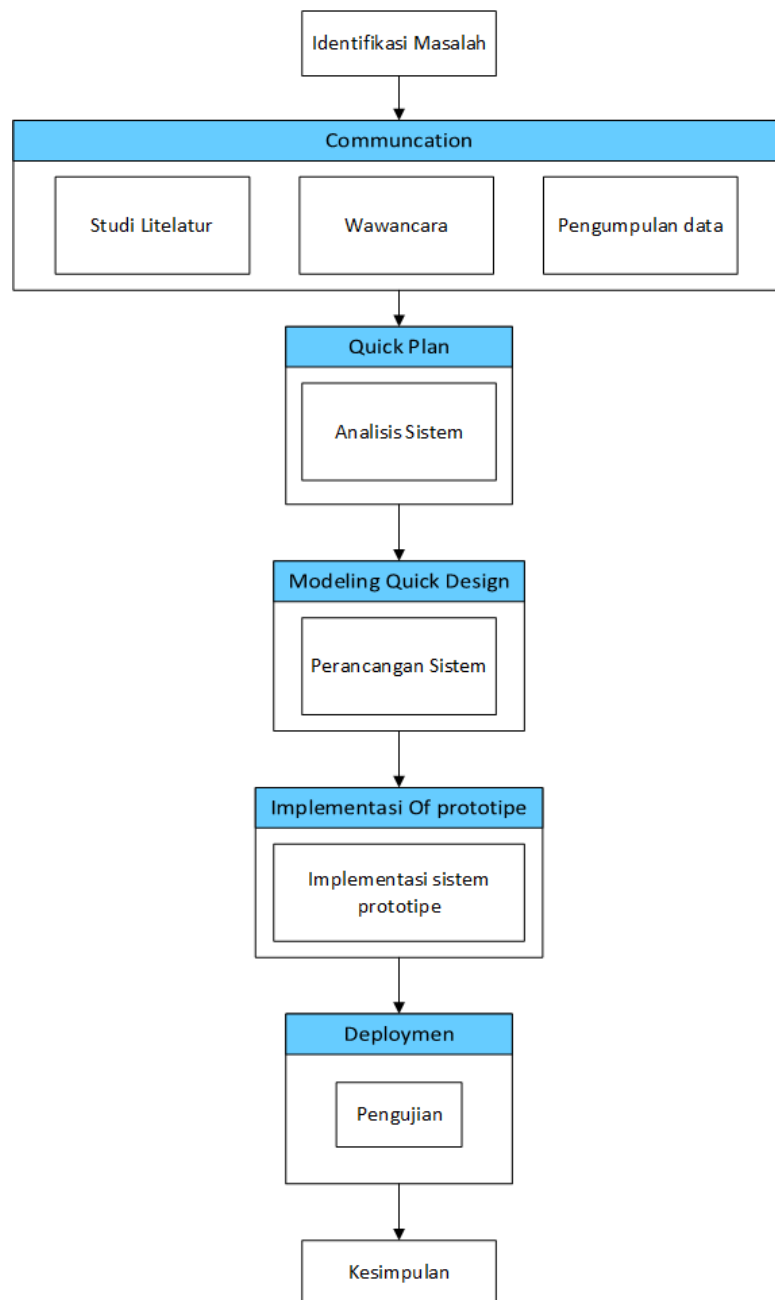 Identifikasi Masalah
Communcation
Studi Litelatur
Wawancara
Pengumpulan data
Quick Plan
Analisis Sistem
Modeling Quick Design
Perancangan Sistem
Implementasi Of prototipe
Implementasi sistem
prototipe
Deploymen
Pengujian
Kesimpulan